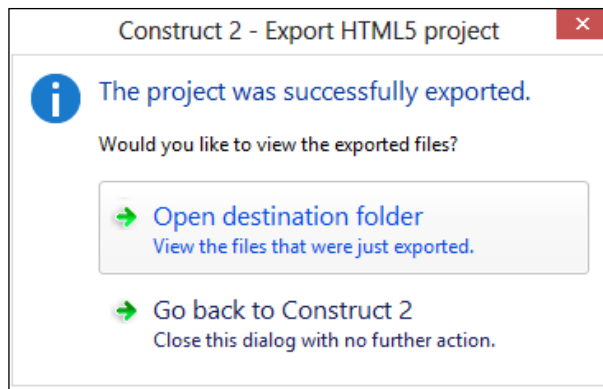 Construct 2 - Export HTML5 project
The project was successfully exported.
Would you like to view the exported files?
Open destination folder
View the files that were just exported.
Go back to Construct 2
Close this dialog with no further action.